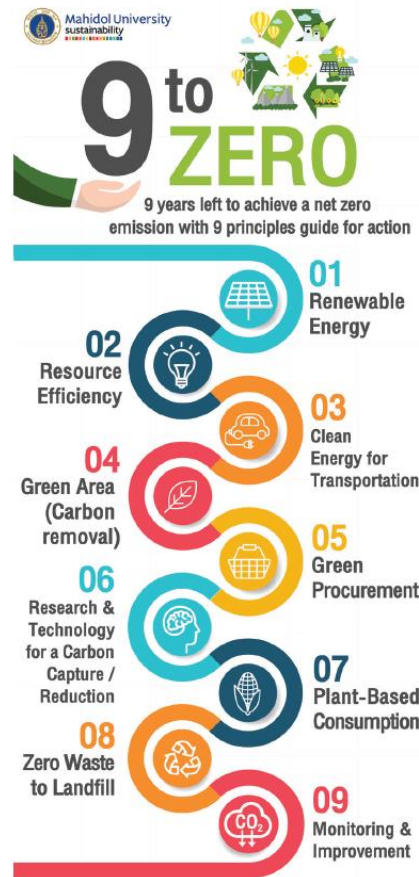 Mahidol University
sustainability
9 to
ZERO
9 years left to achieve a net zero
emission with 9 principles guide for action
01
Renewable
Energy
02
Resource
Efficiency
03
Clean
Energy for
Transportation
04
Green Area
(Carbon
removal)
05
Green
Procurement
06
Research &
Technology
for a Carbon
Capture /
Reduction
07
Plant-Based
Consumption
08
Zero Waste
to Landfill
09
Monitoring &
Improvement
CO₂